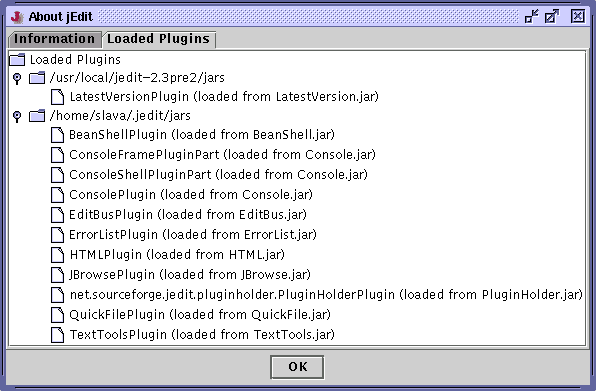 About jEdit
Information Loaded Plugins
Loaded Plugins
/usr/local/jedit-2.3pre2/jars
LatestVersionPlugin (loaded from LatestVersion.jar)
/home/slava/.jedit/jars
BeanShellPlugin (loaded from BeanShell.jar)
ConsoleFramePluginPart (loaded from Console.jar)
ConsoleShellPluginPart (loaded from Console.jar)
ConsolePlugin (loaded from Console.jar)
EditBusPlugin (loaded from EditBus.jar)
ErrorListPlugin (loaded from ErrorList.jar)
HTMLPlugin (loaded from HTML.jar)
JBrowsePlugin (loaded from JBrowse.jar)
net.sourceforge.jedit.pluginholder.PluginHolderPlugin (loaded from PluginHolder.jar)
QuickFilePlugin (loaded from QuickFile.jar)
TextToolsPlugin (loaded from TextTools.jar)
OK